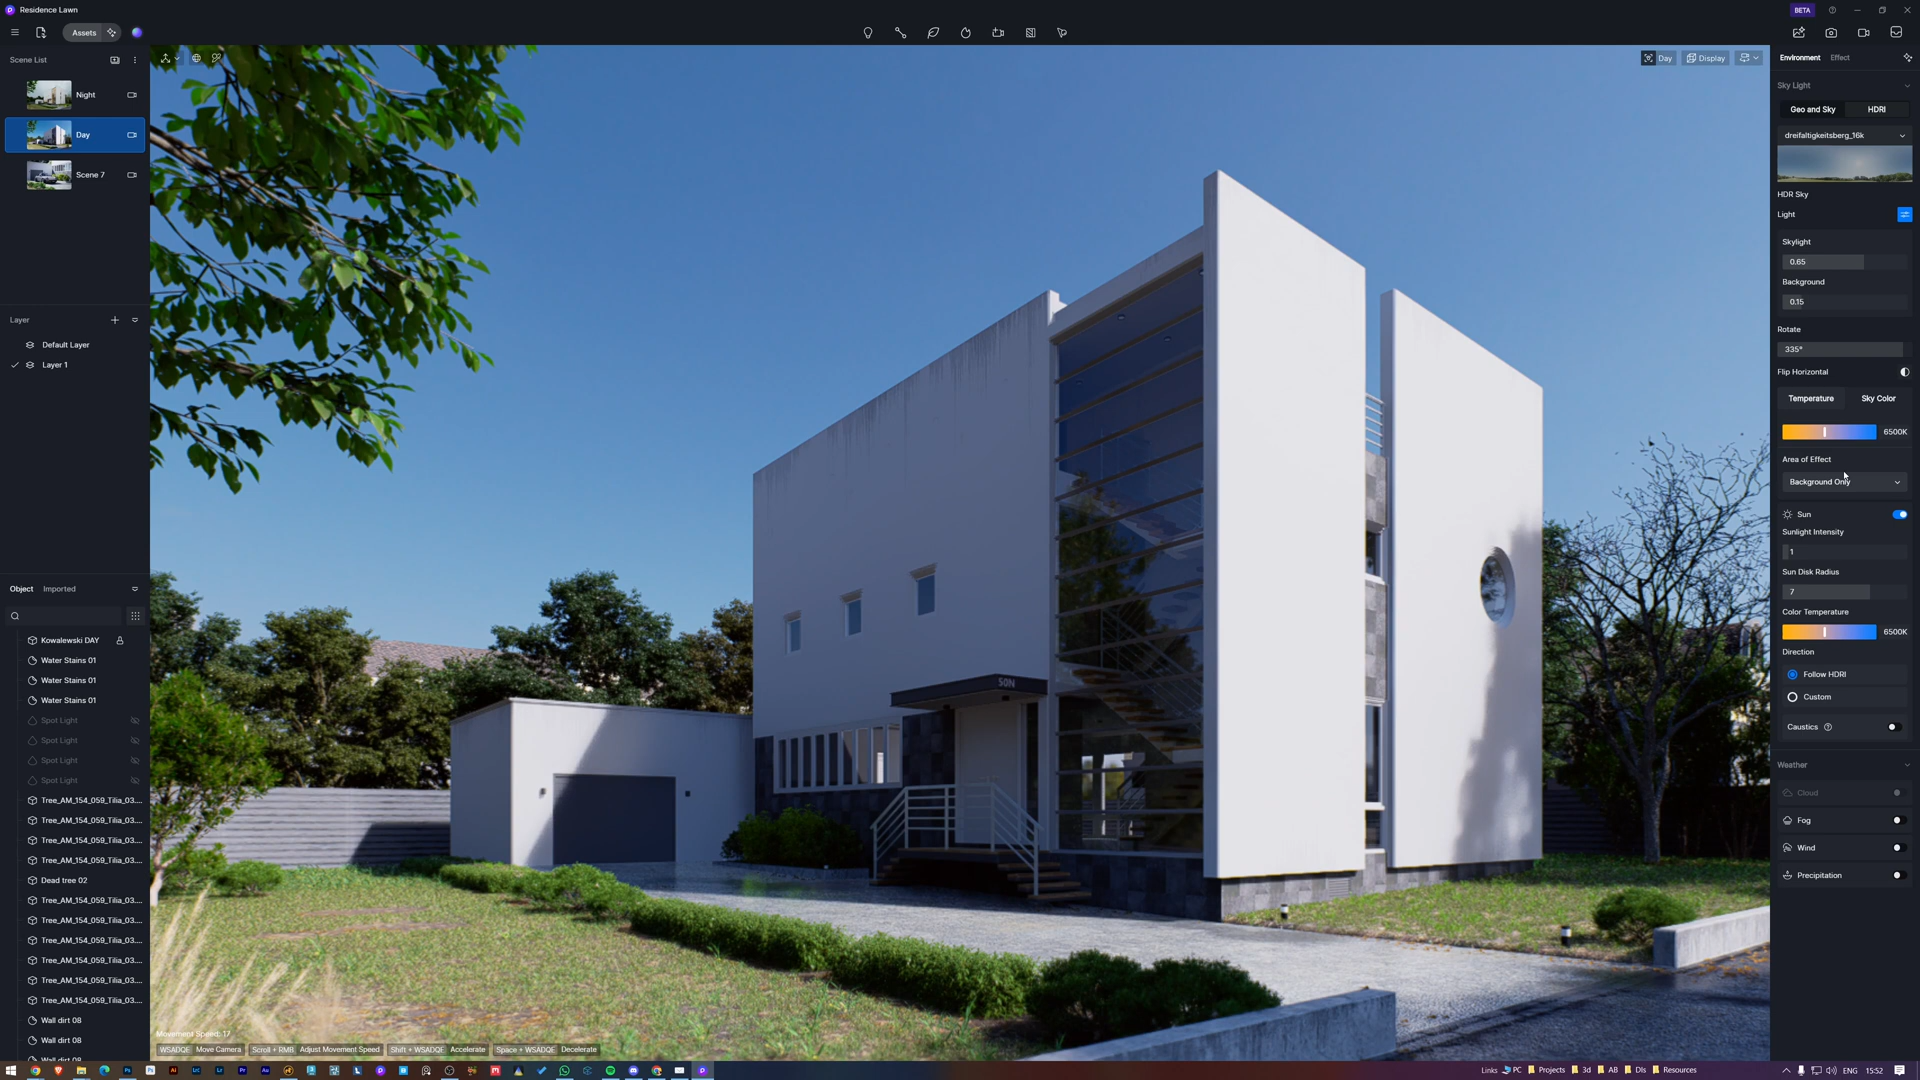 Residence Lawn
BETA
Assets
Scene List
Night
Day
Scene 7
Layer
Default Layer
Layer 1
Object Imported
Kowalewski DAY
Water Stains 01
Water Stains 01
Water Stains 01
Spot Light
Spot Light
Spot Light
Spot Light
Tree_AM_154_059_Tilia_03....
Tree_AM_154_059_Tilia_03....
Tree_AM_154_059_Tilia_03....
Tree_AM_154_059_Tilia_03....
Dead tree 02
Tree_AM_154_059_Tilia_03....
Tree_AM_154_059_Tilia_03....
Tree_AM_154_059_Tilia_03....
Tree_AM_154_059_Tilia_03....
Tree_AM_154_059_Tilia_03....
Tree_AM_154_059_Tilia_03....
Wall dirt 08
Wall dirt 08
Wall dirt 08
Day
Display
50N
Movement Speed: 17
WSADQE Move Camera Scroll + RMB Adjust Movement Speed Shift + WSADQE Accelerate Space + WSADQE Decelerate
Environment Effect
Sky Light
Geo and Sky HDRI
dreifaltigkeitsberg_16k
HDR Sky
Light
Skylight
0.65
Background
0.15
Rotate
335°
Flip Horizontal
Temperature Sky Color
6500K
Area of Effect
Background Only
Sun
Sunlight Intensity
1
Sun Disk Radius
7
Color Temperature
6500K
Direction
Follow HDRI
Custom
Caustics
Weather
Cloud
Fog
Wind
Precipitation
Links PC Projects 3d AB DIs Resources
ENG 15:52